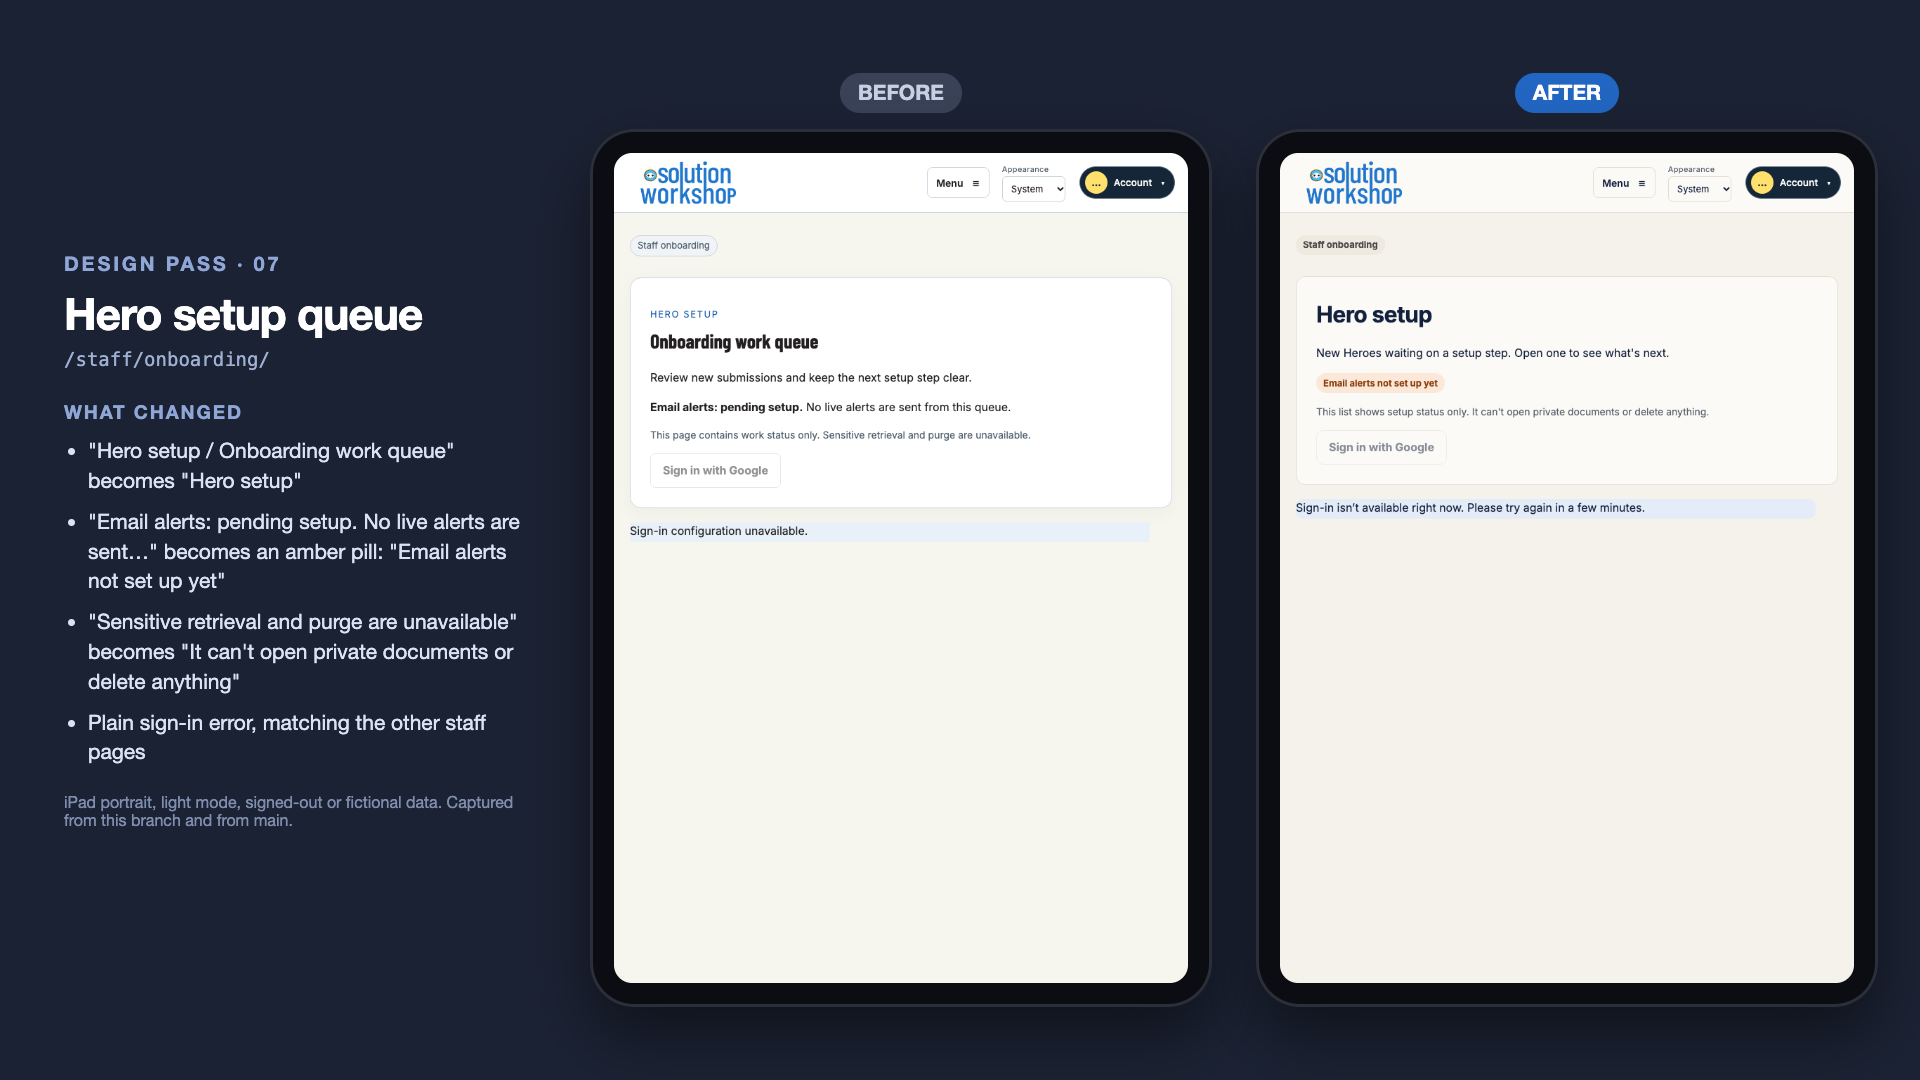 DESIGN PASS · 07
Hero setup queue
/staff/onboarding/
WHAT CHANGED
• "Hero setup / Onboarding work queue"
becomes "Hero setup"
• "Email alerts: pending setup. No live alerts are
sent…" becomes an amber pill: "Email alerts
not set up yet"
• "Sensitive retrieval and purge are unavailable"
becomes "It can't open private documents or
delete anything"
• Plain sign-in error, matching the other staff
pages
iPad portrait, light mode, signed-out or fictional data. Captured
from this branch and from main.
BEFORE
solution
workshop
Menu ≡
Appearance
System
... Account
Staff onboarding
HERO SETUP
Onboarding work queue
Review new submissions and keep the next setup step clear.
Email alerts: pending setup. No live alerts are sent from this queue.
This page contains work status only. Sensitive retrieval and purge are unavailable.
Sign in with Google
Sign-in configuration unavailable.
AFTER
solution
workshop
Menu ≡
Appearance
System
... Account
Staff onboarding
Hero setup
New Heroes waiting on a setup step. Open one to see what's next.
Email alerts not set up yet
This list shows setup status only. It can't open private documents or delete anything.
Sign in with Google
Sign-in isn’t available right now. Please try again in a few minutes.